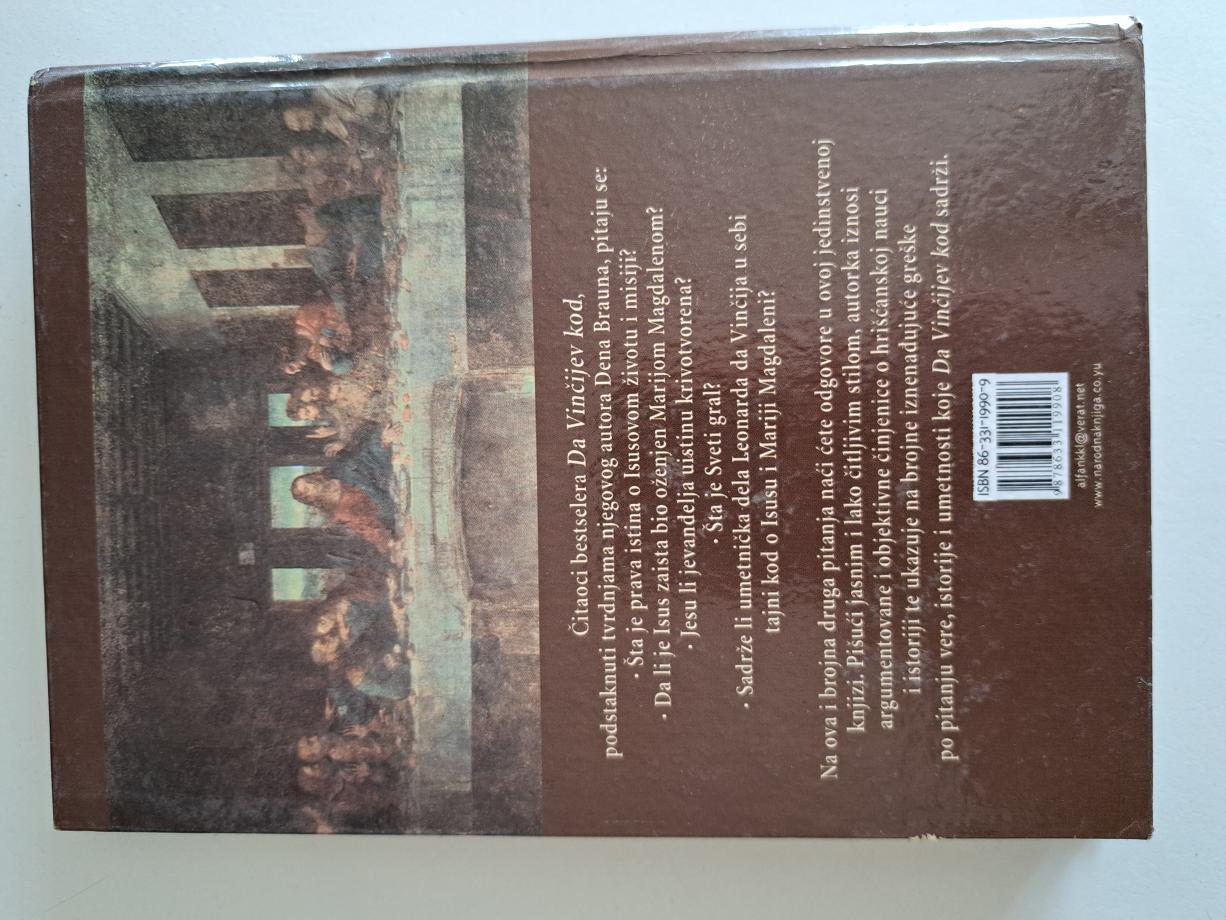 Čitaoci bestselera Da Vinčijev kod,
podstaknuti tvrdnjama njegovog autora Dena Brauna, pitaju se:
· Šta je prava istina o Isusovom životu i misiji?
· Da li je Isus zaista bio oženjen Marijom Magdalenom?
· Jesu li jevanđelja uistinu krivotvorena?
· Šta je Sveti gral?
· Sadrže li umetnička dela Leonarda da Vinčija u sebi
tajni kod o Isusu i Mariji Magdaleni?
Na ova i brojna druga pitanja naći ćete odgovore u ovoj jedinstvenoj
knjizi. Pisući jasnim i lako čitljivim stilom, autorka iznosi
argumentovane i objektivne činjenice o hrišćanskoj nauci
i istoriji te ukazuje na brojne iznenađujuće greške
po pitanju vere, istorije i umetnosti koje Da Vinčijev kod sadrži.
ISBN 86-331-1990-9
9788633119908
alfankkl@verat.net
www.narodnaknjiga.co.yu